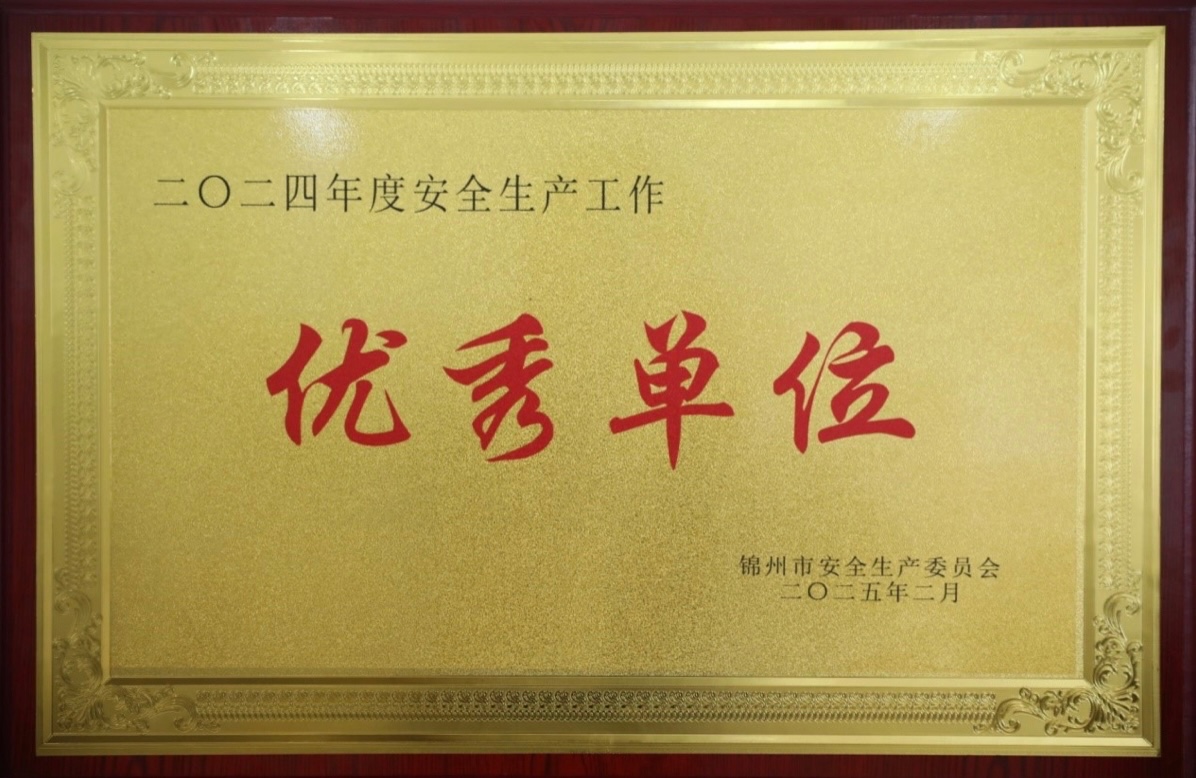 二〇二四年度安全生产工作
优秀单位
锦州市安全生产委员会
二〇二五年二月